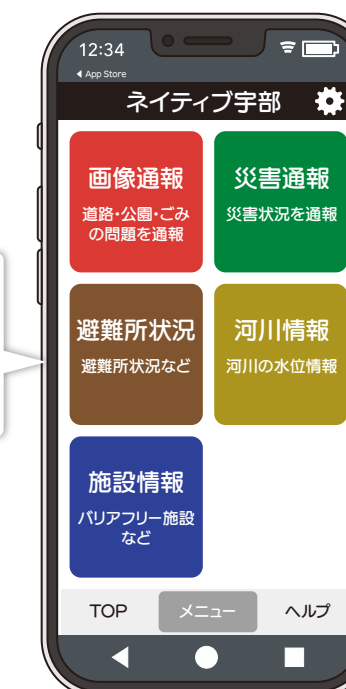 12:34
App Store
ネイティブ宇部
画像通報
道路・公園・ごみ
の問題を通報
災害通報
災害状況を通報
避難所状況
避難所状況など
河川情報
河川の水位情報
施設情報
バリアフリー施設
など
TOP
メニュー
ヘルプ